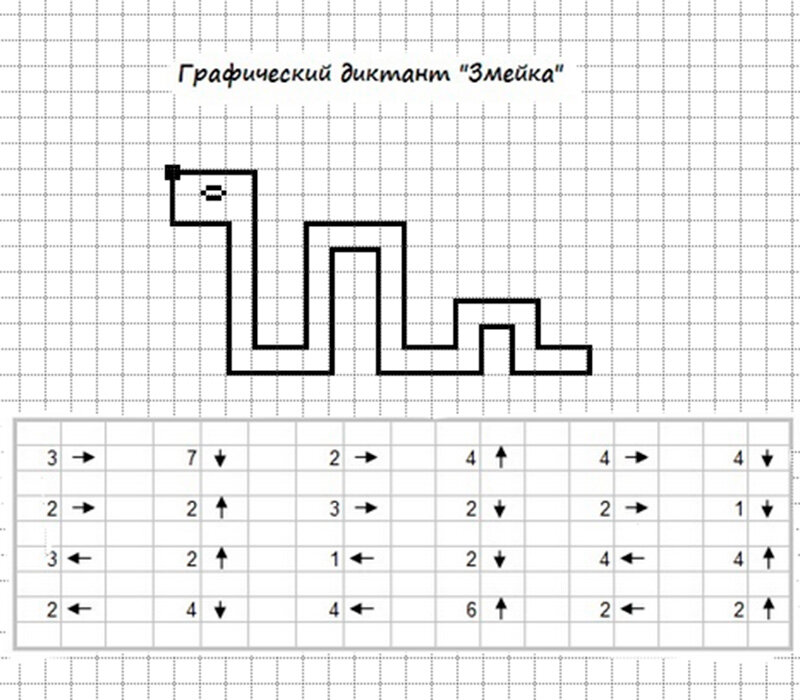 Графический диктант "Змейка"
3 → 7 ↓ 2 → 4 ↑ 4 → 4 ↓
2 → 2 ↑ 3 → 2 ↓ 2 → 1 ↓
3 ← 2 ↑ 1 ← 2 ↓ 4 ← 4 ↑
2 ← 4 ↓ 4 ← 6 ↑ 2 ← 2 ↑